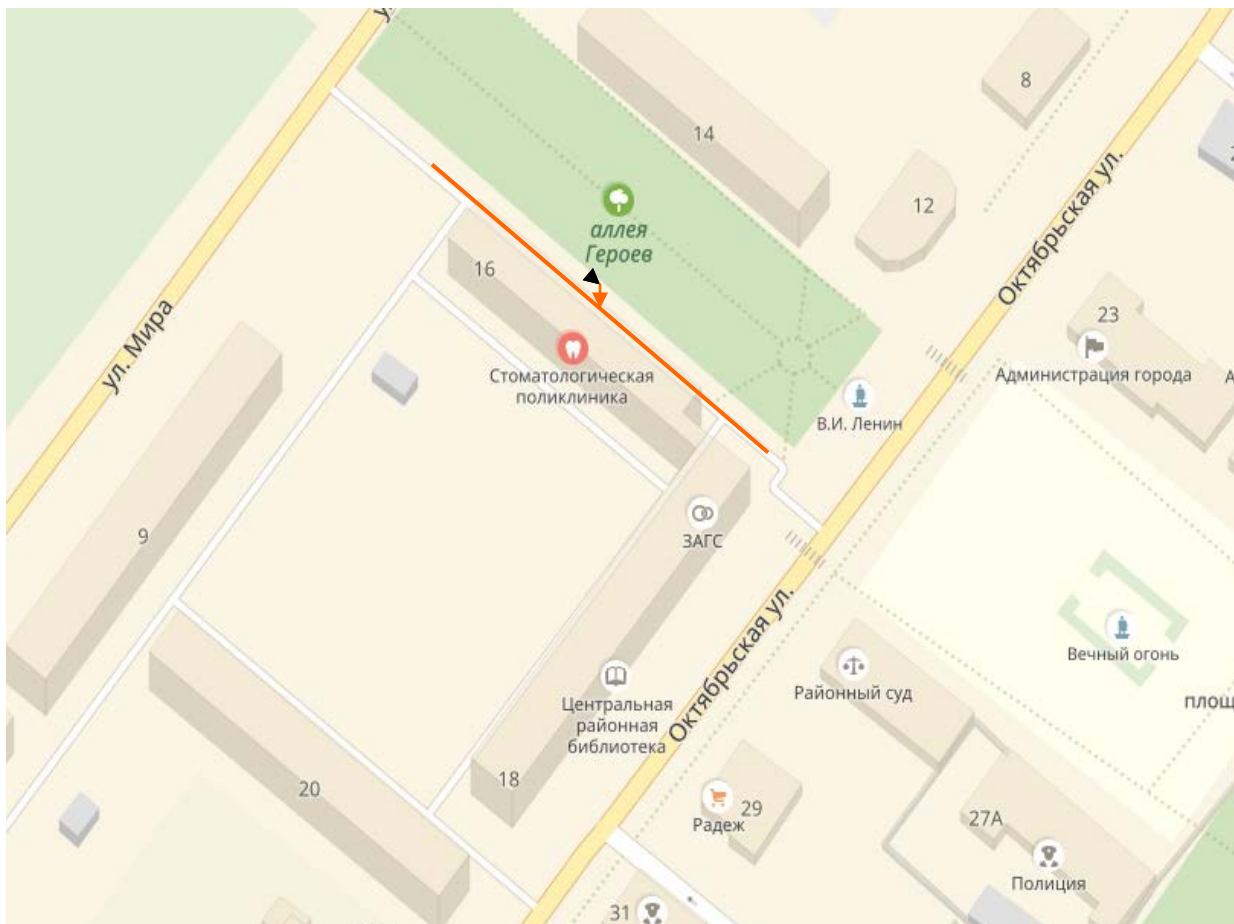 8
14
12
аллея
Героев
16
Октябрьская ул.
23
Администрация города
ул. Мира
Стоматологическая
поликлиника
В.И. Ленин
9
ЗАГС
Вечный огонь
Районный суд
площ
Центральная
районная
библиотека
Октябрьская ул.
18
20
Радеж
29
27А
Полиция
31